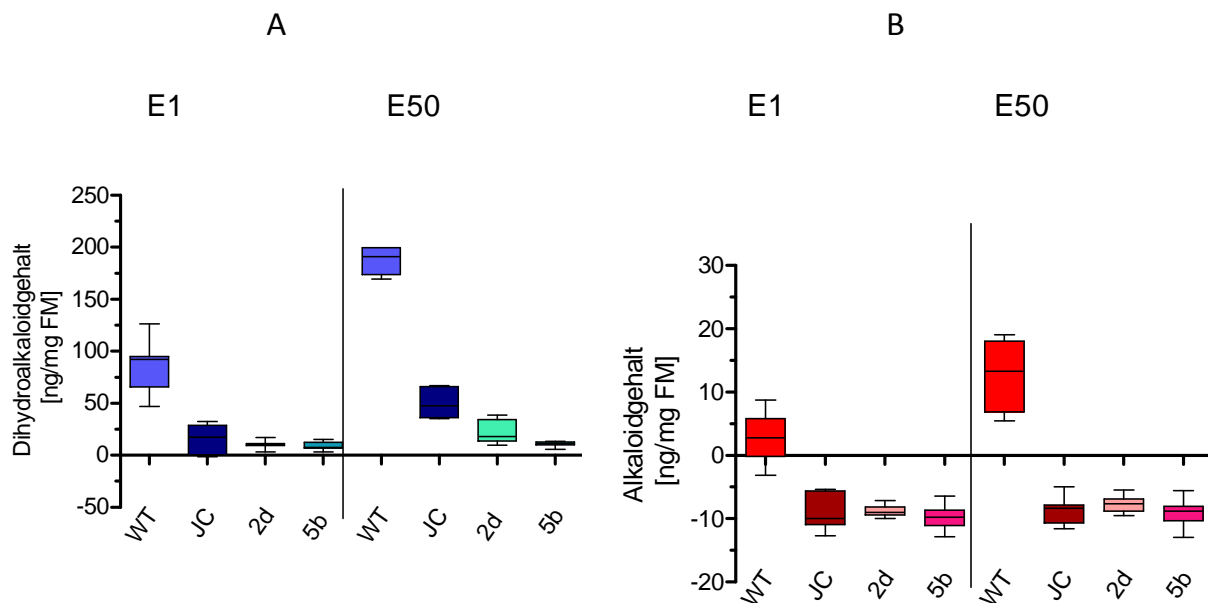 A
E1
E50
Dihydroalkaloidgehalt
[ng/mg FM]
250
200
150
100
50
0
-50
WT
JC
2d
5b
WT
JC
2d
5b
B
E1
E50
Alkaloidgehalt
[ng/mg FM]
30
20
10
0
-10
-20
WT
JC
2d
5b
WT
JC
2d
5b